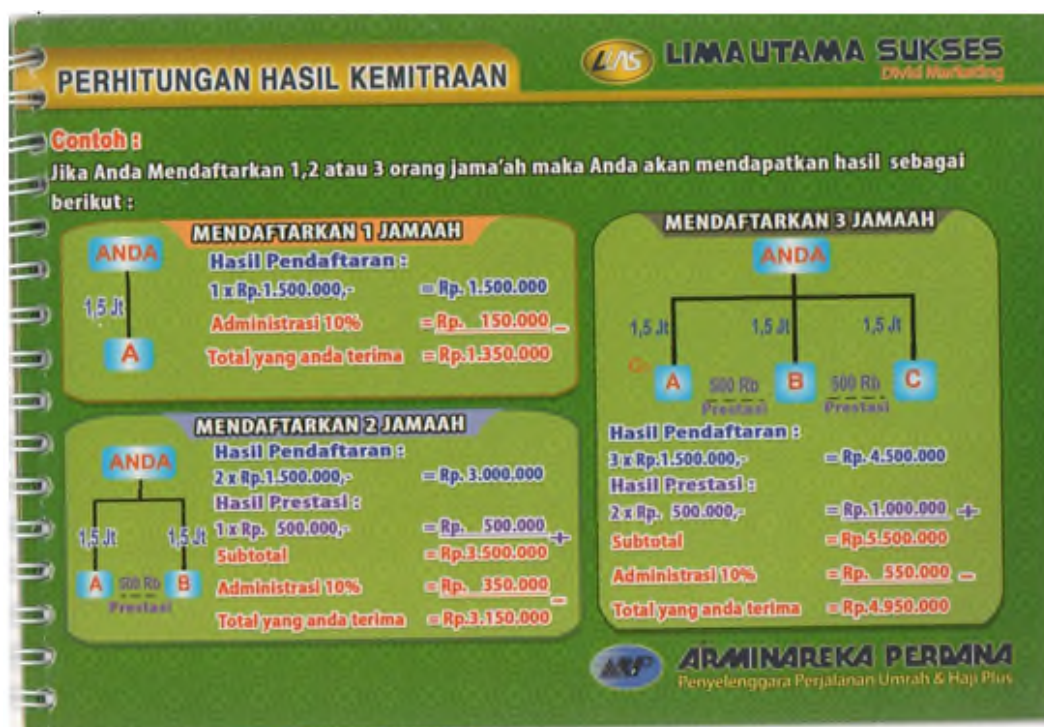 PERHITUNGAN HASIL KEMITRAAN
LUS LIMA UTAMA SUKSES
Divisi Marketing
Contoh :
Jika Anda Mendaftarkan 1,2 atau 3 orang jama'ah maka Anda akan mendapatkan hasil sebagai
berikut :
MENDAFTARKAN 1 JAMAAH
ANDA
1,5 Jt
A
Hasil Pendaftaran :
1 x Rp.1.500.000,- = Rp. 1.500.000
Administrasi 10% = Rp. 150.000 _
Total yang anda terima = Rp.1.350.000
MENDAFTARKAN 2 JAMAAH
ANDA
1,5 Jt 1,5 Jt
A 500 Rb B
Prestasi
Hasil Pendaftaran :
2 x Rp.1.500.000,- = Rp. 3.000.000
Hasil Prestasi :
1 x Rp. 500.000,- = Rp. 500.000 +
Subtotal = Rp.3.500.000
Administrasi 10% = Rp. 350.000 _
Total yang anda terima = Rp.3.150.000
MENDAFTARKAN 3 JAMAAH
ANDA
1,5 Jt 1,5 Jt 1,5 Jt
A 500 Rb B 500 Rb C
Prestasi Prestasi
Hasil Pendaftaran :
3 x Rp.1.500.000,- = Rp. 4.500.000
Hasil Prestasi :
2 x Rp. 500.000,- = Rp. 1.000.000 +
Subtotal = Rp.5.500.000
Administrasi 10% = Rp. 550.000 _
Total yang anda terima = Rp.4.950.000
ARMINAREKA PERDANA
Penyelenggara Perjalanan Umrah & Haji Plus